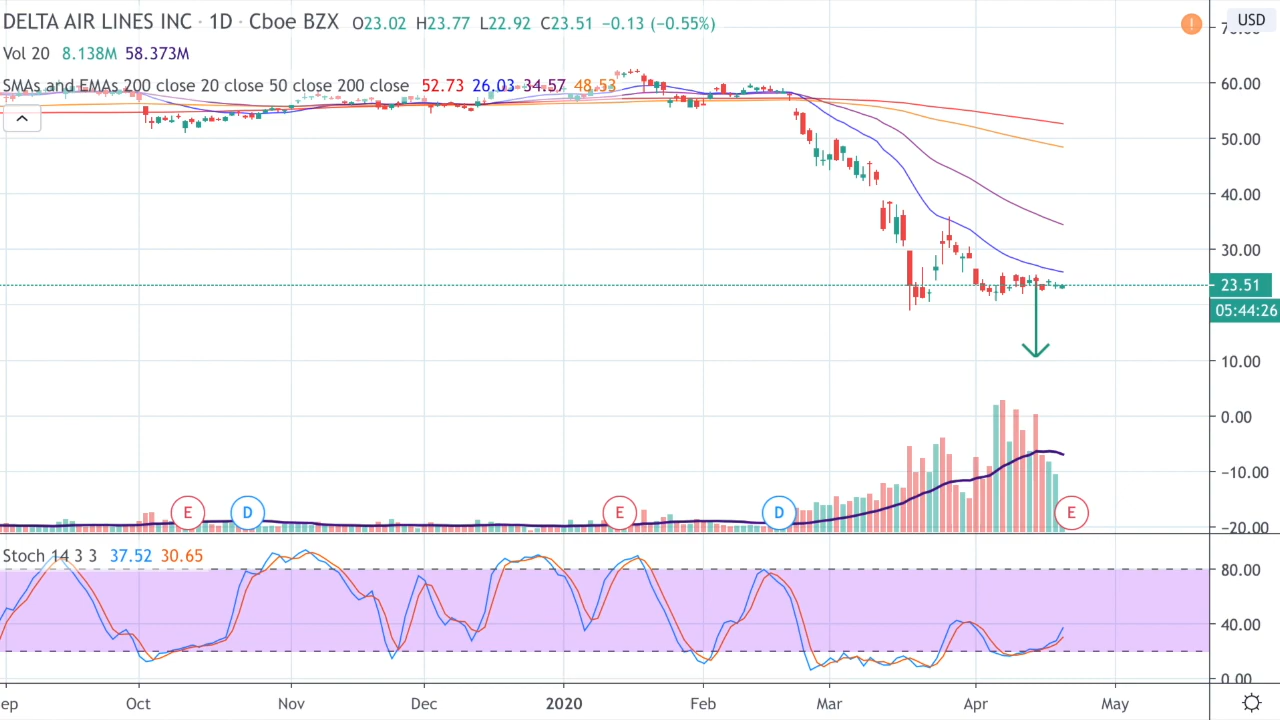 DELTA AIR LINES INC · 1D · Cboe BZX O23.02 H23.77 L22.92 C23.51 −0.13 (−0.55%)
USD
Vol 20 8.138M 58.373M
SMAs and EMAs 200 close 20 close 50 close 200 close 52.73 26.03 34.57 48.53
60.00
50.00
40.00
30.00
23.51
05:44:26
10.00
0.00
−10.00
−20.00
E D E D E
Stoch 14 3 3 37.52 30.65
80.00
40.00
0.00
Oct Nov Dec 2020 Feb Mar Apr May